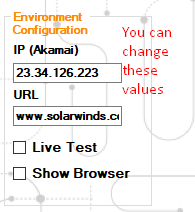 Environment
Configuration
IP (Akamai)
23.34.126.223
URL
www.solarwinds.co
Live Test
Show Browser
You can
change
these
values